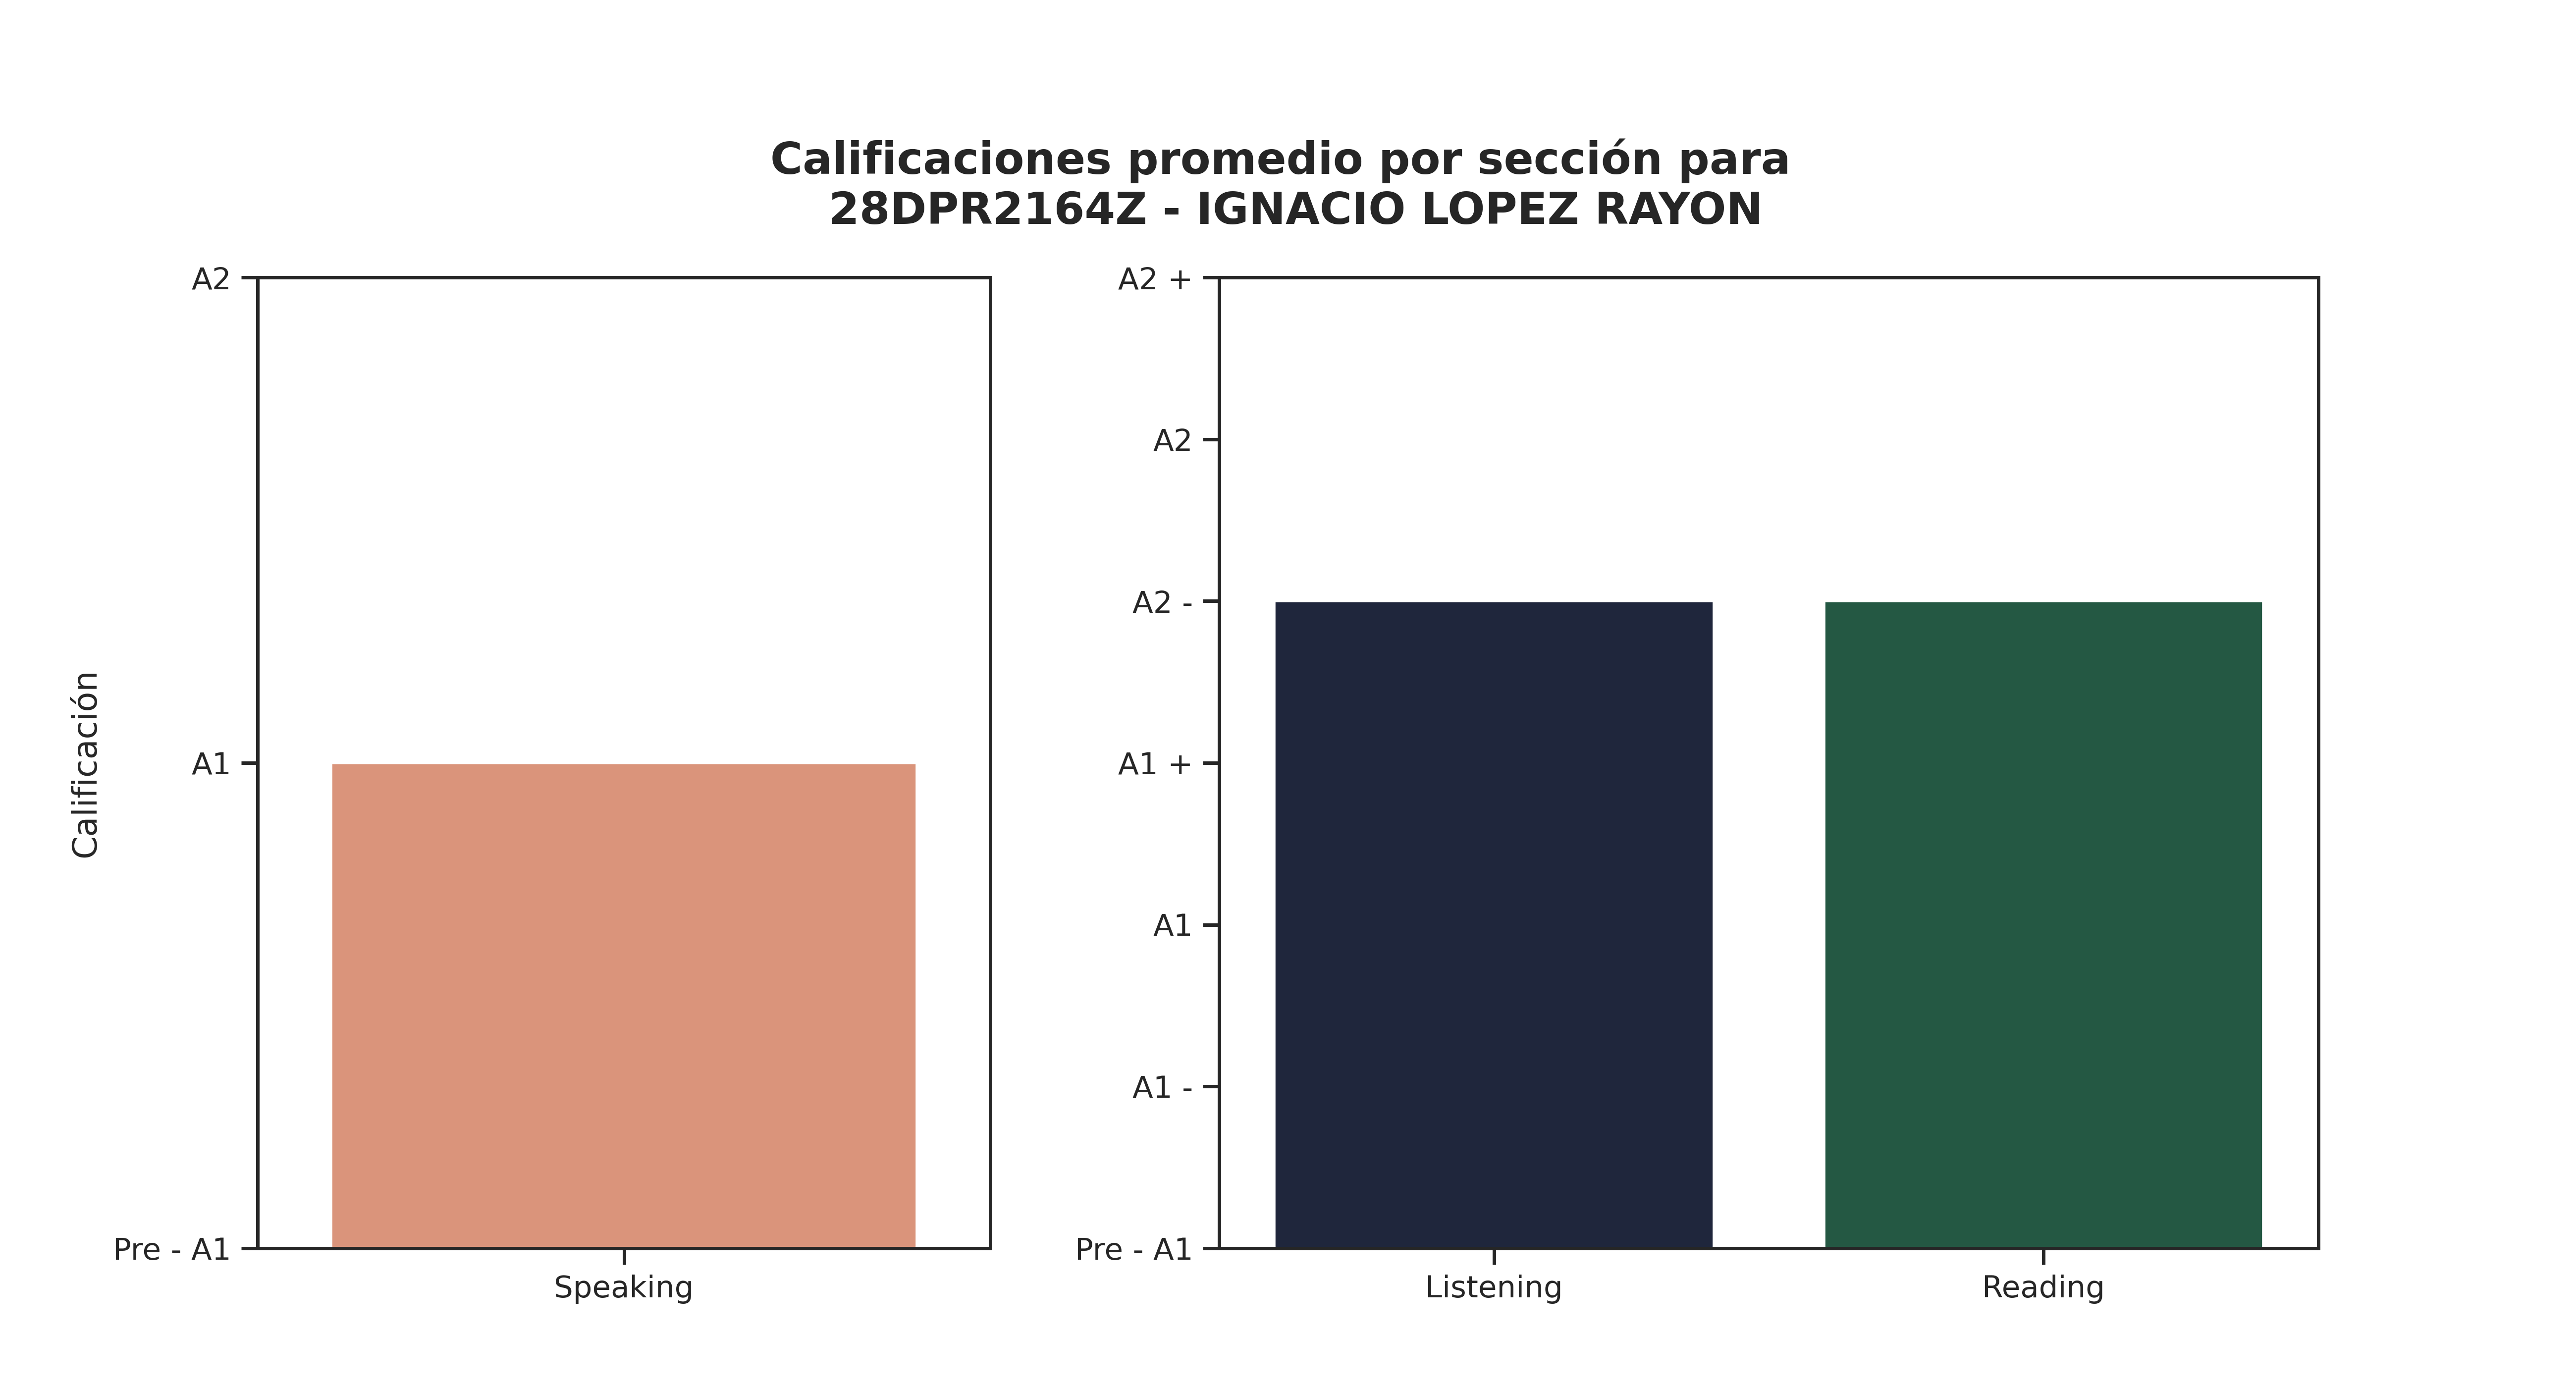 Calificaciones promedio por sección para
28DPR2164Z - IGNACIO LOPEZ RAYON
Calificación
A2
A1
Pre - A1
Speaking
A2 +
A2
A2 -
A1 +
A1
A1 -
Pre - A1
Listening
Reading